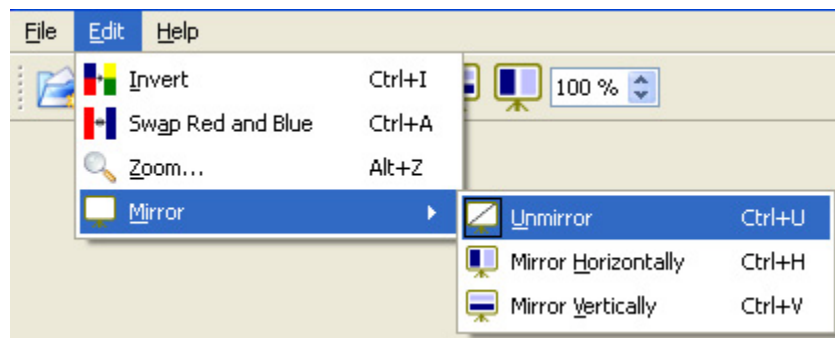 File Edit Help
Invert Ctrl+I
100 %
Swap Red and Blue Ctrl+A
Zoom... Alt+Z
Mirror
Unmirror Ctrl+U
Mirror Horizontally Ctrl+H
Mirror Vertically Ctrl+V